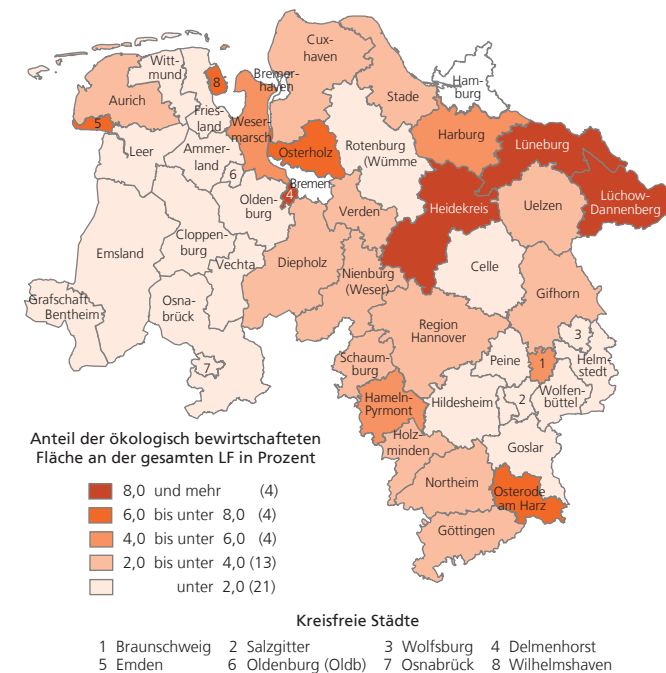 Cux-
haven
Witt-
mund
8
Bremer-
haven
Ham-
burg
Aurich
Stade
5
Fries-
land
Weser-
marsch
Harburg
Lüneburg
Leer
Ammer-
land
Osterholz
Rotenburg
(Wümme)
6
Bremen
4
Lüchow-
Dannenberg
Olden-
burg
Heidekreis
Uelzen
Verden
Emsland
Cloppen-
burg
Vechta
Diepholz
Celle
Nienburg
(Weser)
Gifhorn
Grafschaft
Bentheim
Osna-
brück
Region
Hannover
3
Schaum-
burg
Peine
1
Helm-
stedt
7
Hameln-
Pyrmont
Hildesheim
2
Wolfen-
büttel
Holz-
minden
Goslar
Northeim
Osterode
am Harz
Göttingen
Anteil der ökologisch bewirtschafteten
Fläche an der gesamten LF in Prozent
8,0 und mehr (4)
6,0 bis unter 8,0 (4)
4,0 bis unter 6,0 (4)
2,0 bis unter 4,0 (13)
unter 2,0 (21)
Kreisfreie Städte
1 Braunschweig 2 Salzgitter 3 Wolfsburg 4 Delmenhorst
5 Emden 6 Oldenburg (Oldb) 7 Osnabrück 8 Wilhelmshaven